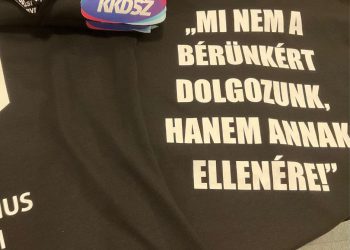 KKDSZ
„MI NEM A
BÉRÜNKÉRT
DOLGOZUNK,
HANEM ANNAK
ELLENÉRE!"